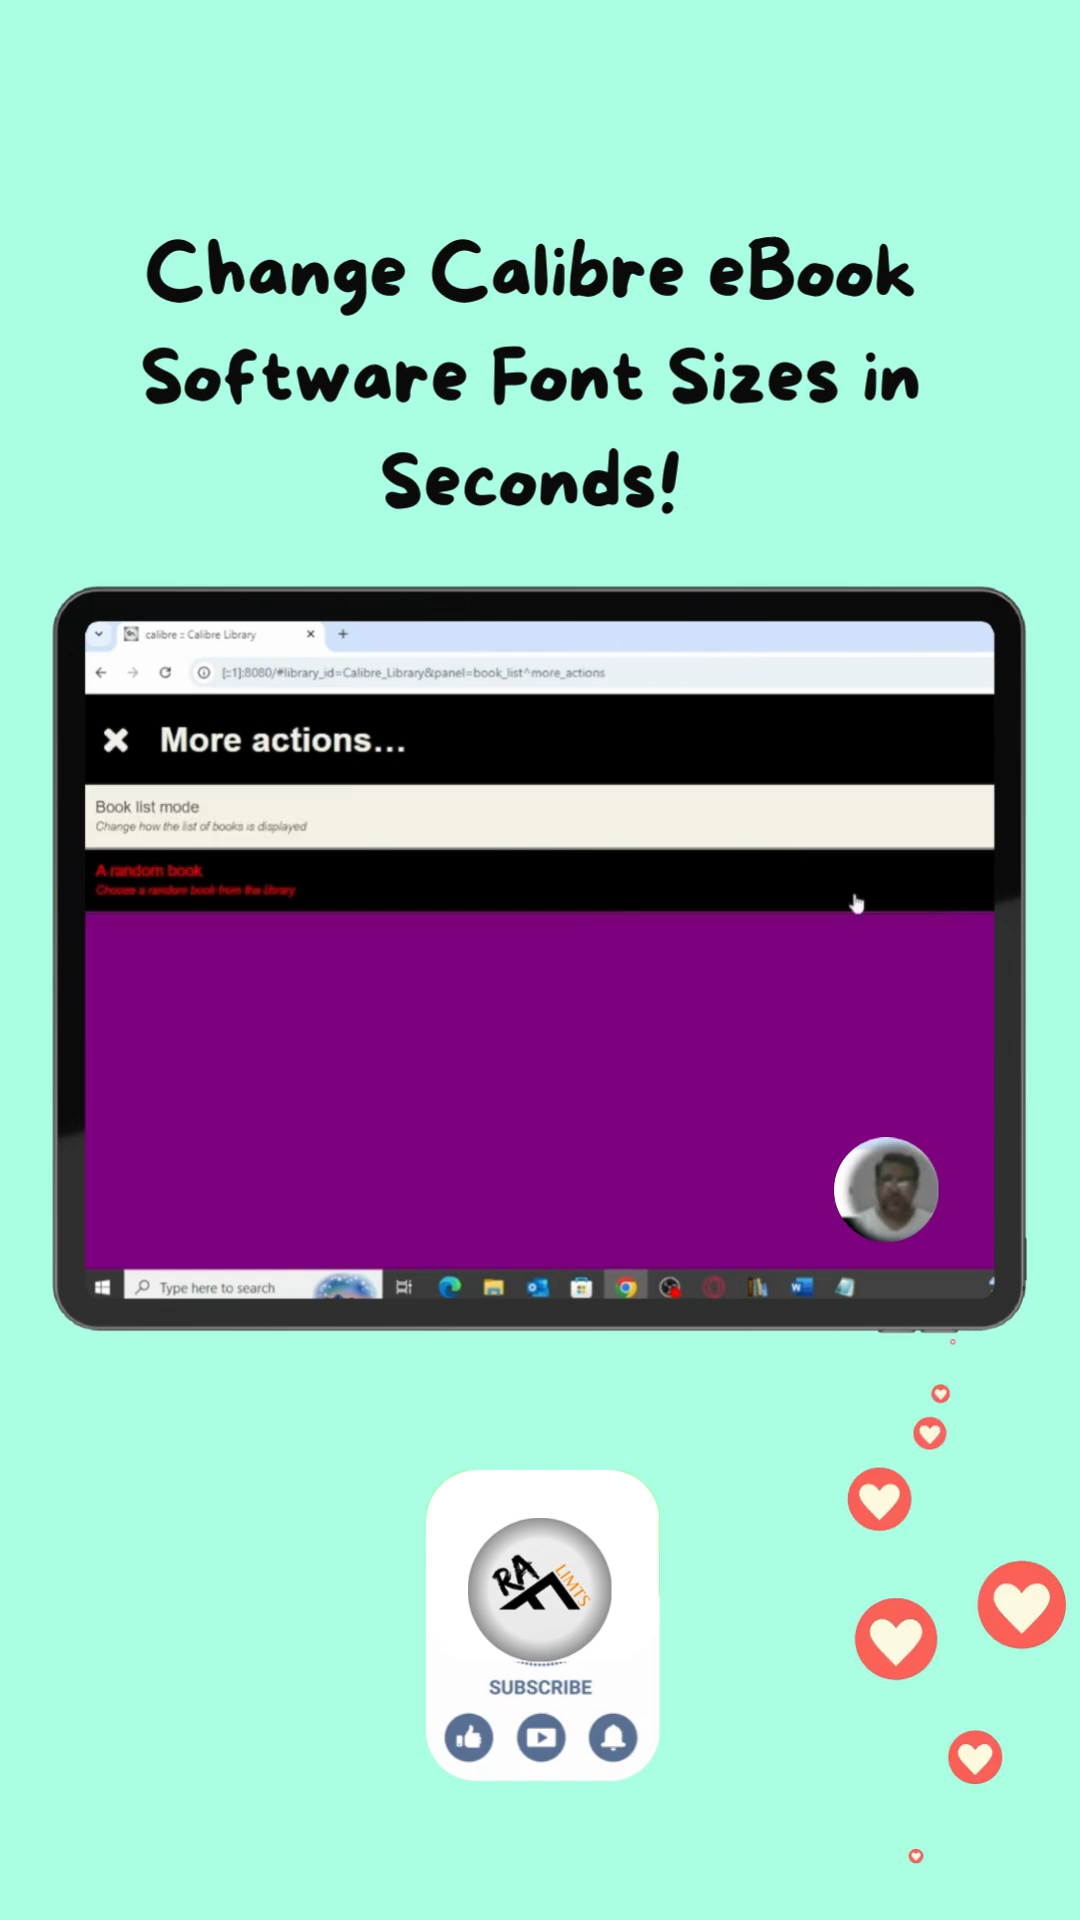 Change Calibre eBook
Software Font Sizes in
Seconds!
calibre :: Calibre Library
[::1]:8080/#library_id=Calibre_Library&panel=book_list^more_actions
More actions...
Book list mode
Change how the list of books is displayed
A random book
Choose a random book from the library
Type here to search
RA
LIMTS
SUBSCRIBE